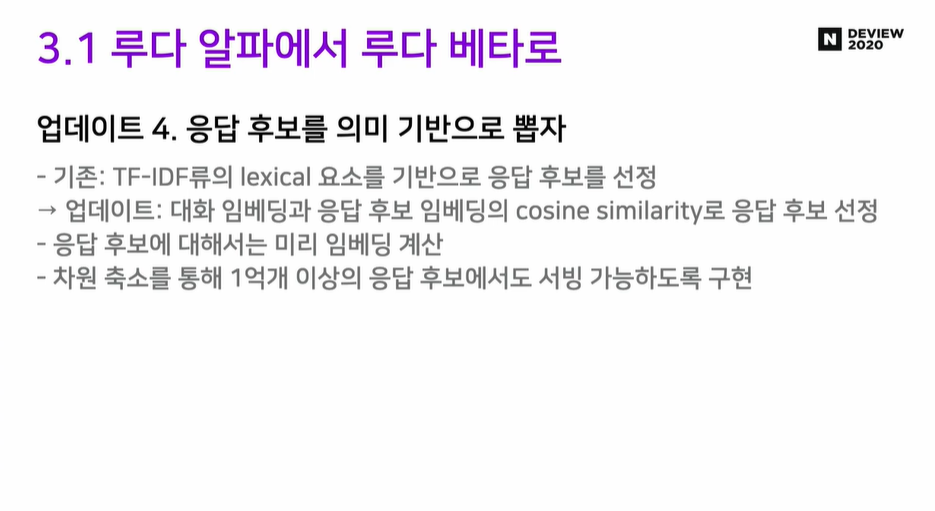 3.1 루다 알파에서 루다 베타로
N DEVIEW
2020
업데이트 4. 응답 후보를 의미 기반으로 뽑자
- 기존: TF-IDF류의 lexical 요소를 기반으로 응답 후보를 선정
→ 업데이트: 대화 임베딩과 응답 후보 임베딩의 cosine similarity로 응답 후보 선정
- 응답 후보에 대해서는 미리 임베딩 계산
- 차원 축소를 통해 1억개 이상의 응답 후보에서도 서빙 가능하도록 구현